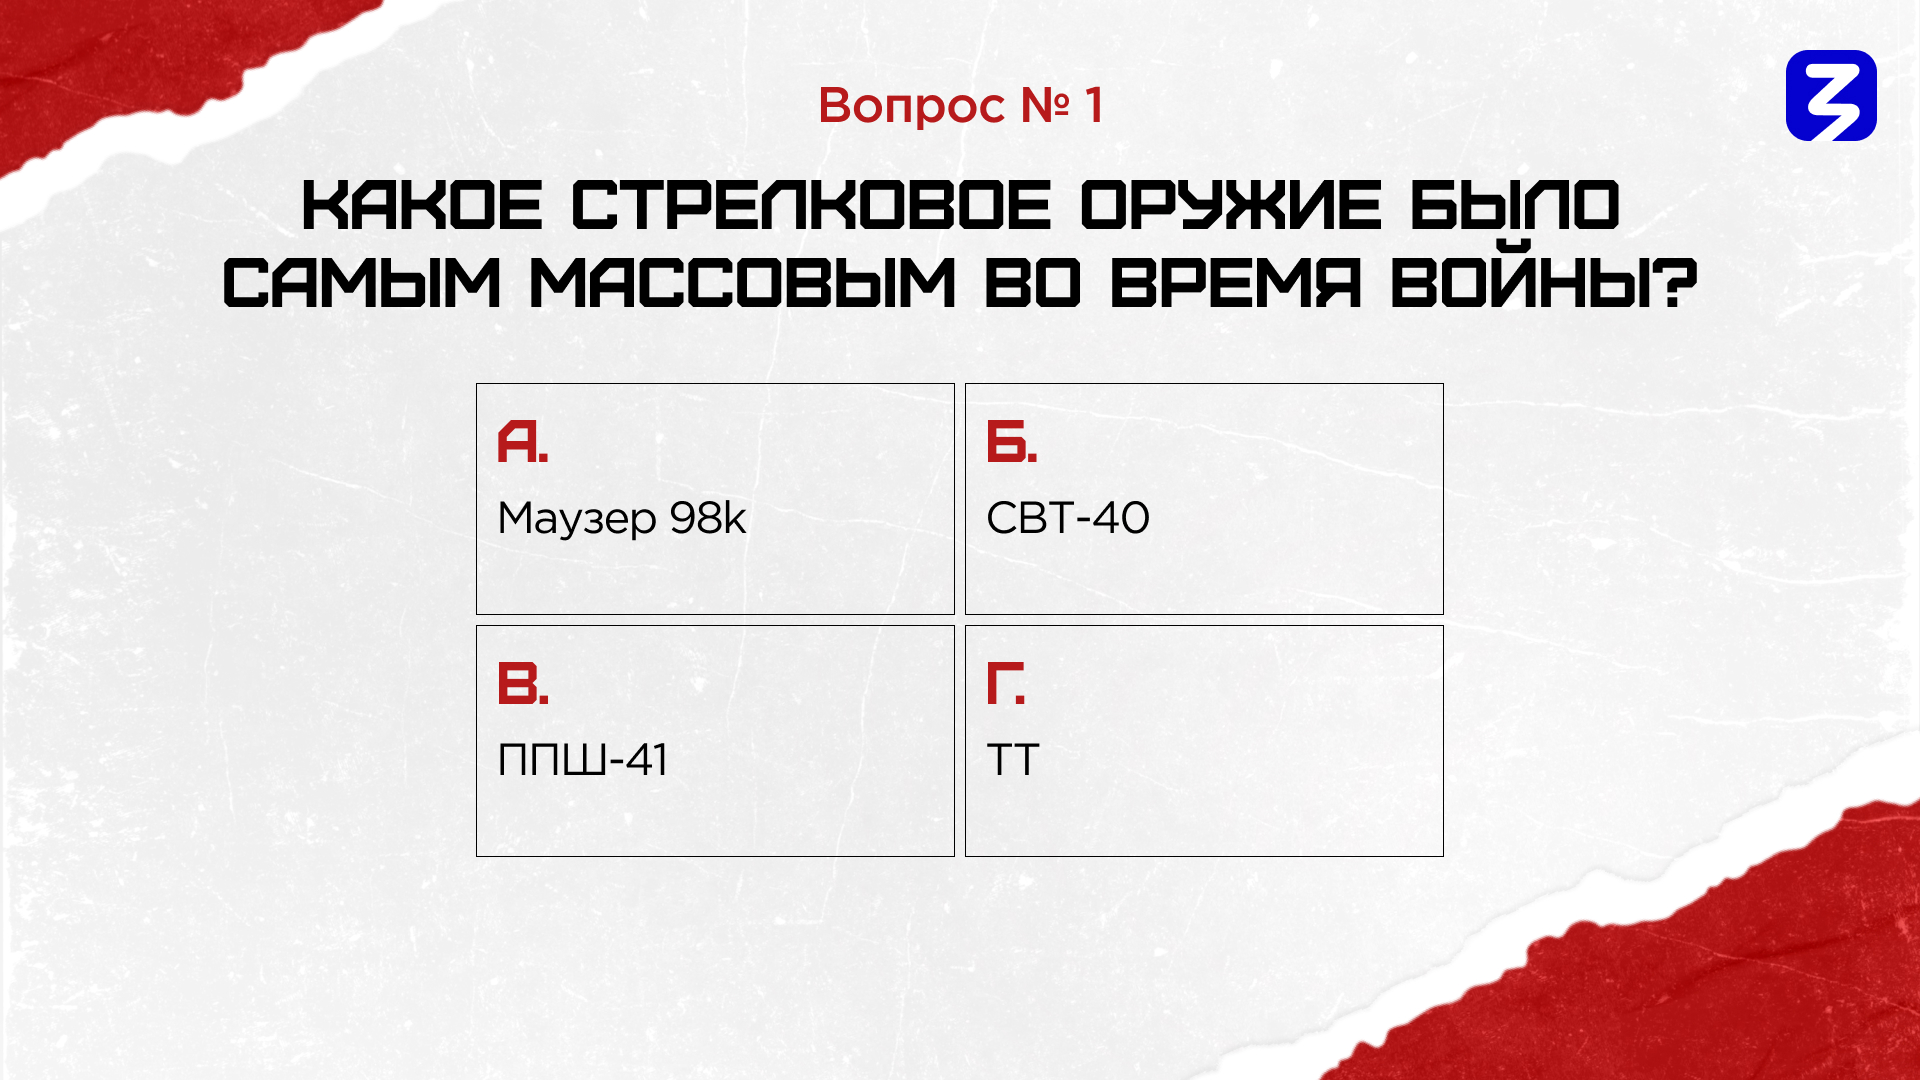 Вопрос № 1
КАКОЕ СТРЕЛКОВОЕ ОРУЖИЕ БЫЛО
САМЫМ МАССОВЫМ ВО ВРЕМЯ ВОЙНЫ?
А.
Маузер 98k
Б.
СВТ-40
В.
ППШ-41
Г.
ТТ